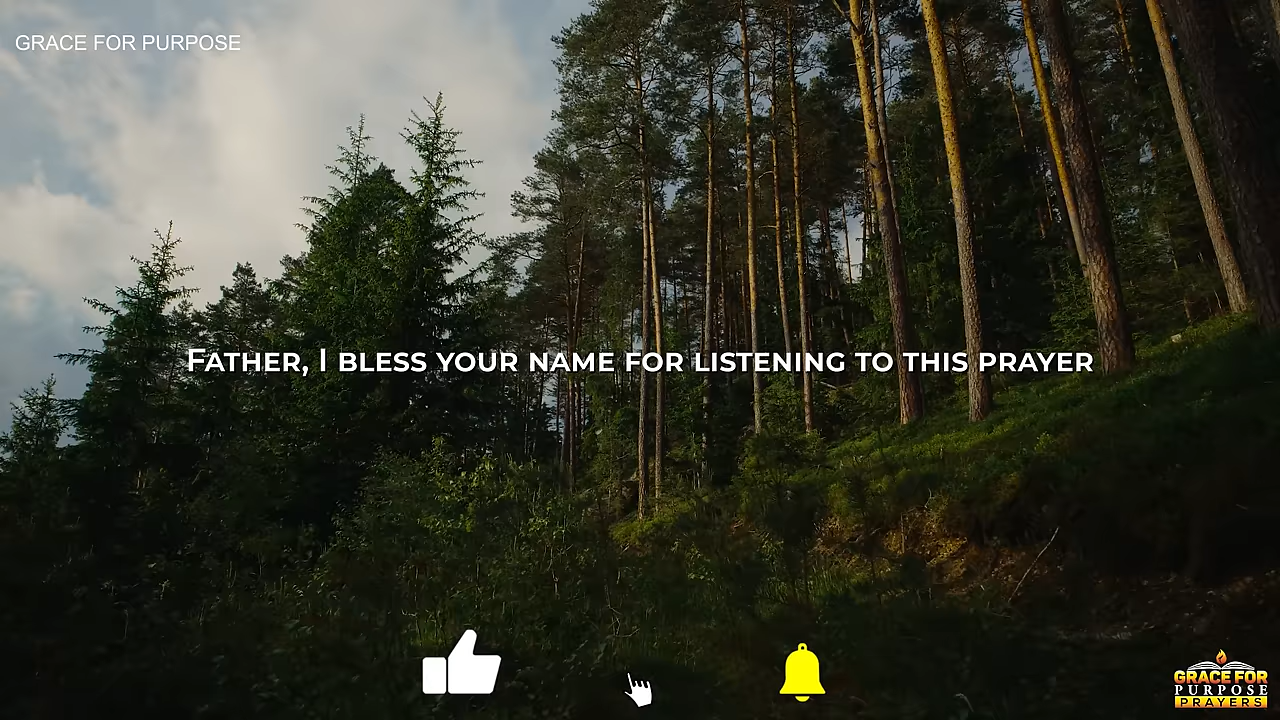 GRACE FOR PURPOSE
Father, I bless your name for listening to this prayer
GRACE FOR
PURPOSE
PRAYERS